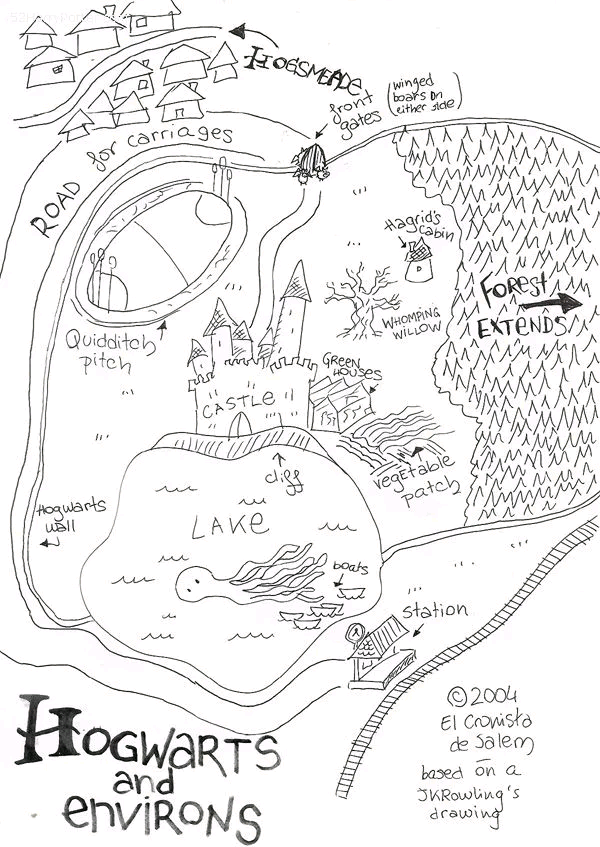 HOGSMEADE
front
gates
(winged
boars on
either side)
ROAD for carriages
Hagrid's
cabin
FOREST
EXTENDS
WHOMPING
WILLOW
Quidditch
pitch
GREEN
HOUSES
CASTLE
cliff
vegetable
patch
Hogwarts
wall
LAKE
boats
station
HOGWARTS
and
environs
©2004
El Cronista
de Salem
—
based on a
JKRowling's
drawing